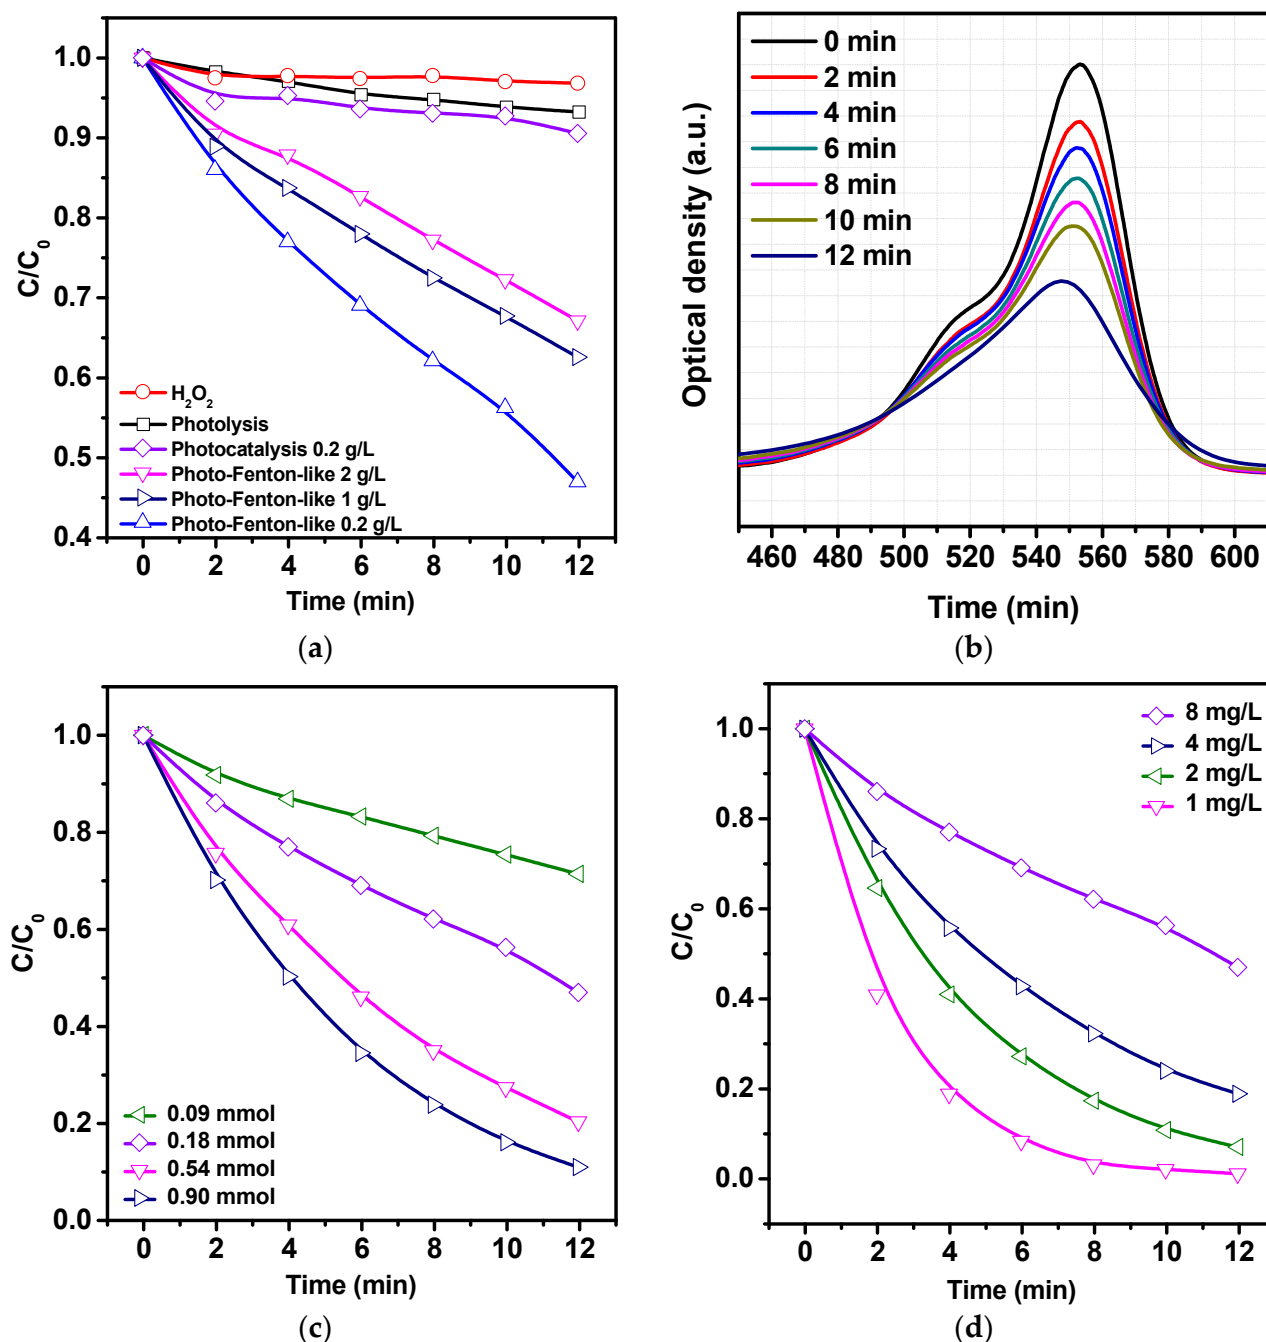 1.0
0.9
0.8
0.7
0.6
0.5
0.4
C/C₀
H₂O₂
Photolysis
Photocatalysis 0.2 g/L
Photo-Fenton-like 2 g/L
Photo-Fenton-like 1 g/L
Photo-Fenton-like 0.2 g/L
0 2 4 6 8 10 12
Time (min)
(a)
Optical density (a.u.)
0 min
2 min
4 min
6 min
8 min
10 min
12 min
460 480 500 520 540 560 580 600
Time (min)
(b)
1.0
0.8
0.6
0.4
0.2
0.0
C/C₀
0.09 mmol
0.18 mmol
0.54 mmol
0.90 mmol
0 2 4 6 8 10 12
Time (min)
(c)
1.0
0.8
0.6
0.4
0.2
0.0
C/C₀
8 mg/L
4 mg/L
2 mg/L
1 mg/L
0 2 4 6 8 10 12
Time (min)
(d)